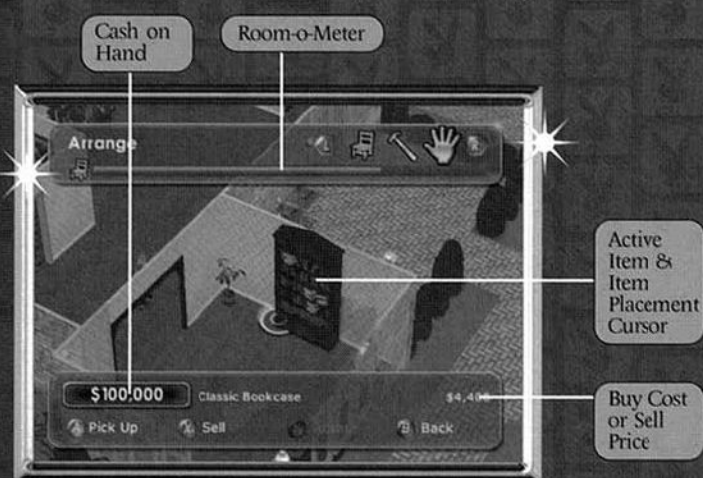 Cash on
Hand
Room-o-Meter
Arrange
Active
Item &
Item
Placement
Cursor
$100,000
Classic Bookcase
Pick Up
Sell
Back
Buy Cost
or Sell
Price